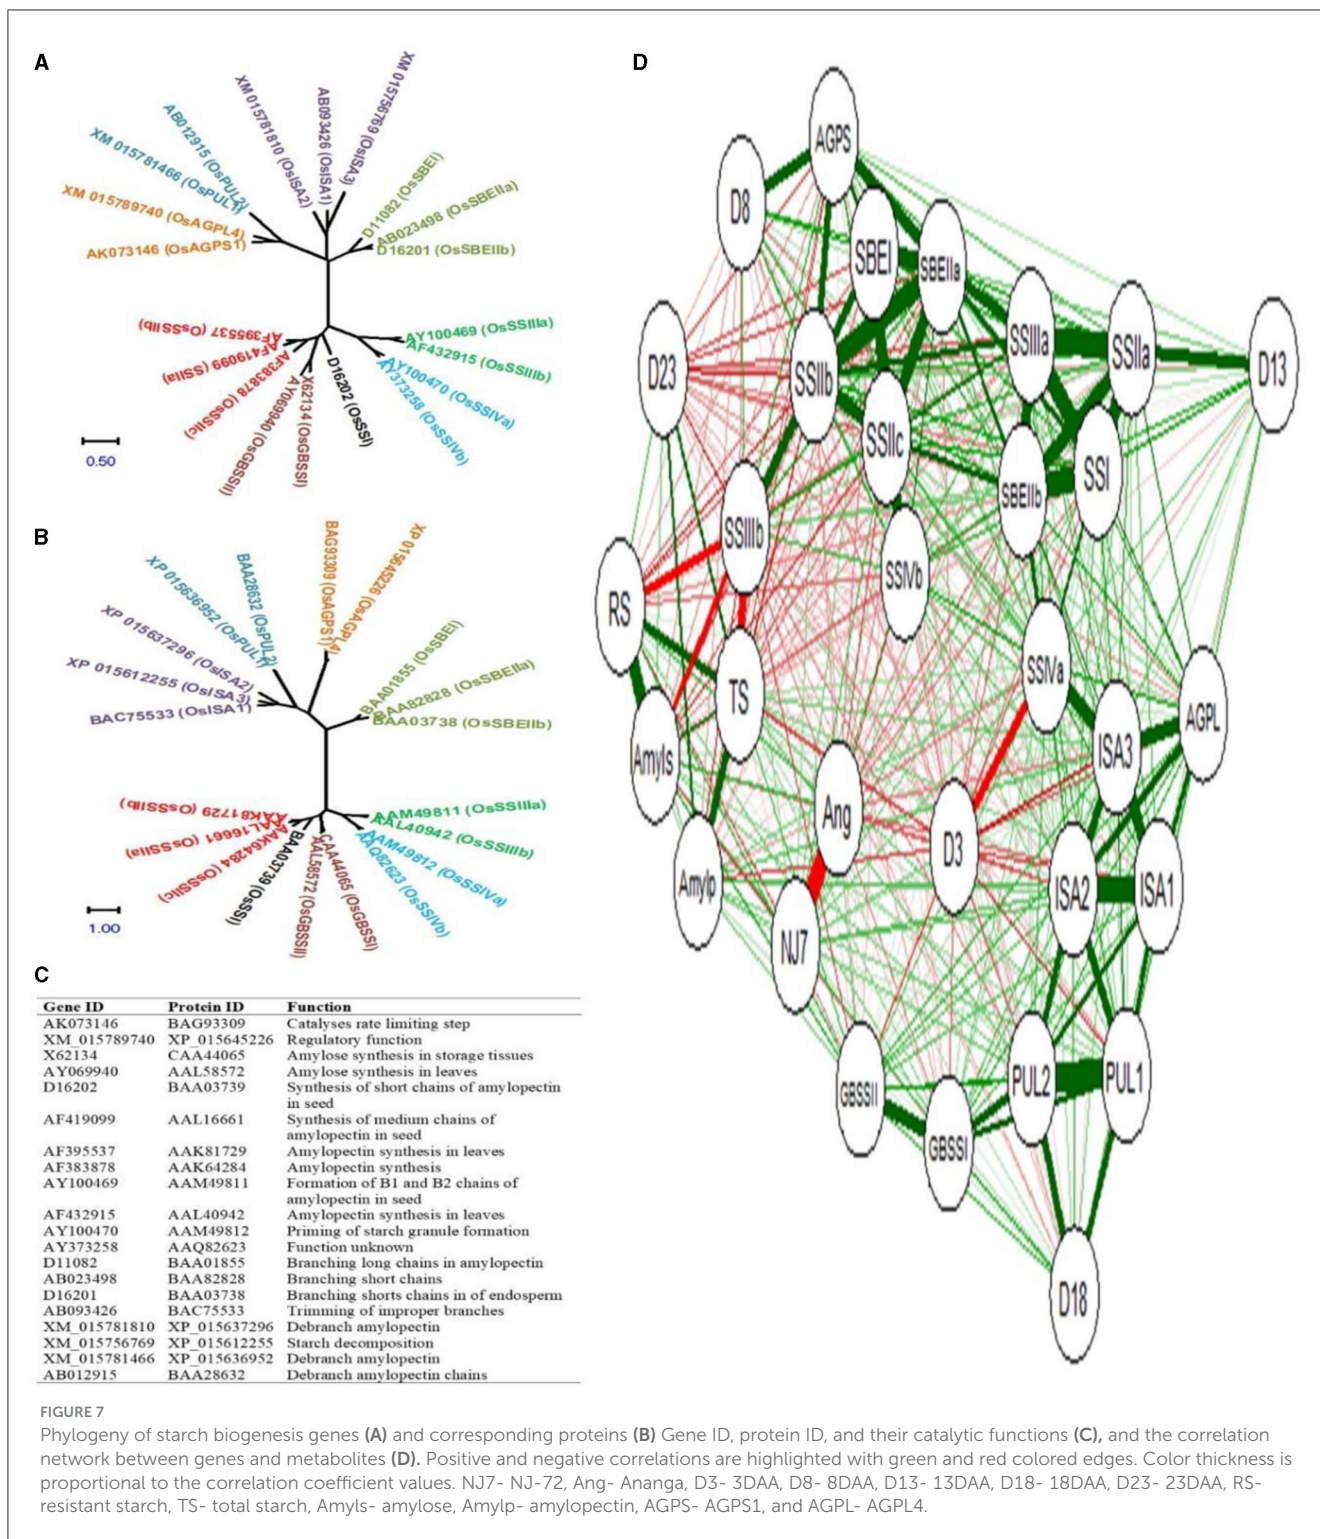 A
XM 015781810 (OsISA2)
AB093426 (OsISA1)
XM 015756769 (OsISA3)
AB012915 (OsPUL2)
XM 015781466 (OsPUL1)
XM 015789740 (OsAGPL4)
AK073146 (OsAGPS1)
D11082 (OsSBEI)
AB023498 (OsSBEIIa)
D16201 (OsSBEIIb)
AF395537 (OsSSIIb)
AF419099 (OsSSIIa)
AF383878 (OsSSIIc)
AY069940 (OsGBSSII)
X62134 (OsGBSSI)
D16202 (OsSSI)
AY100469 (OsSSIIIa)
AF432915 (OsSSIIIb)
AY100470 (OsSSIVa)
AY373258 (OsSSIVb)
0.50
B
XP 015636952 (OsPUL1)
BAA28632 (OsPUL2)
BAG93309 (OsAGPS1)
XP 015645226 (OsAGPL4)
XP 015637296 (OsISA2)
XP 015612255 (OsISA3)
BAC75533 (OsISA1)
BAA01855 (OsSBEI)
BAA82828 (OsSBEIIa)
BAA03738 (OsSBEIIb)
AAK81729 (OsSSIIb)
AAL16661 (OsSSIIa)
AAK64284 (OsSSIIc)
BAA03739 (OsSSI)
AAL58572 (OsGBSSII)
CAA44065 (OsGBSSI)
AAM49811 (OsSSIIIa)
AAL40942 (OsSSIIIb)
AAM49812 (OsSSIVa)
AAQ82623 (OsSSIVb)
1.00
C
Gene ID Protein ID Function
AK073146 BAG93309 Catalyses rate limiting step
XM_015789740 XP_015645226 Regulatory function
X62134 CAA44065 Amylose synthesis in storage tissues
AY069940 AAL58572 Amylose synthesis in leaves
D16202 BAA03739 Synthesis of short chains of amylopectin
in seed
AF419099 AAL16661 Synthesis of medium chains of
amylopectin in seed
AF395537 AAK81729 Amylopectin synthesis in leaves
AF383878 AAK64284 Amylopectin synthesis
AY100469 AAM49811 Formation of B1 and B2 chains of
amylopectin in seed
AF432915 AAL40942 Amylopectin synthesis in leaves
AY100470 AAM49812 Priming of starch granule formation
AY373258 AAQ82623 Function unknown
D11082 BAA01855 Branching long chains in amylopectin
AB023498 BAA82828 Branching short chains
D16201 BAA03738 Branching shorts chains in of endosperm
AB093426 BAC75533 Trimming of improper branches
XM_015781810 XP_015637296 Debranch amylopectin
XM_015756769 XP_015612255 Starch decomposition
XM_015781466 XP_015636952 Debranch amylopectin
AB012915 BAA28632 Debranch amylopectin chains
D
AGPS
D8
SBEI
SBEIIa
D23
SSIIb
SSIIIa
SSIIa
D13
SSIIc
SBEIIb
SSI
SSIIIb
SSIVb
RS
TS
SSIVa
AGPL
Amyls
ISA3
Ang
D3
Amylp
NJ7
ISA2
ISA1
GBSSII
GBSSI
PUL2
PUL1
D18
FIGURE 7
Phylogeny of starch biogenesis genes (A) and corresponding proteins (B) Gene ID, protein ID, and their catalytic functions (C), and the correlation
network between genes and metabolites (D). Positive and negative correlations are highlighted with green and red colored edges. Color thickness is
proportional to the correlation coefficient values. NJ7- NJ-72, Ang- Ananga, D3- 3DAA, D8- 8DAA, D13- 13DAA, D18- 18DAA, D23- 23DAA, RS-
resistant starch, TS- total starch, Amyls- amylose, Amylp- amylopectin, AGPS- AGPS1, and AGPL- AGPL4.